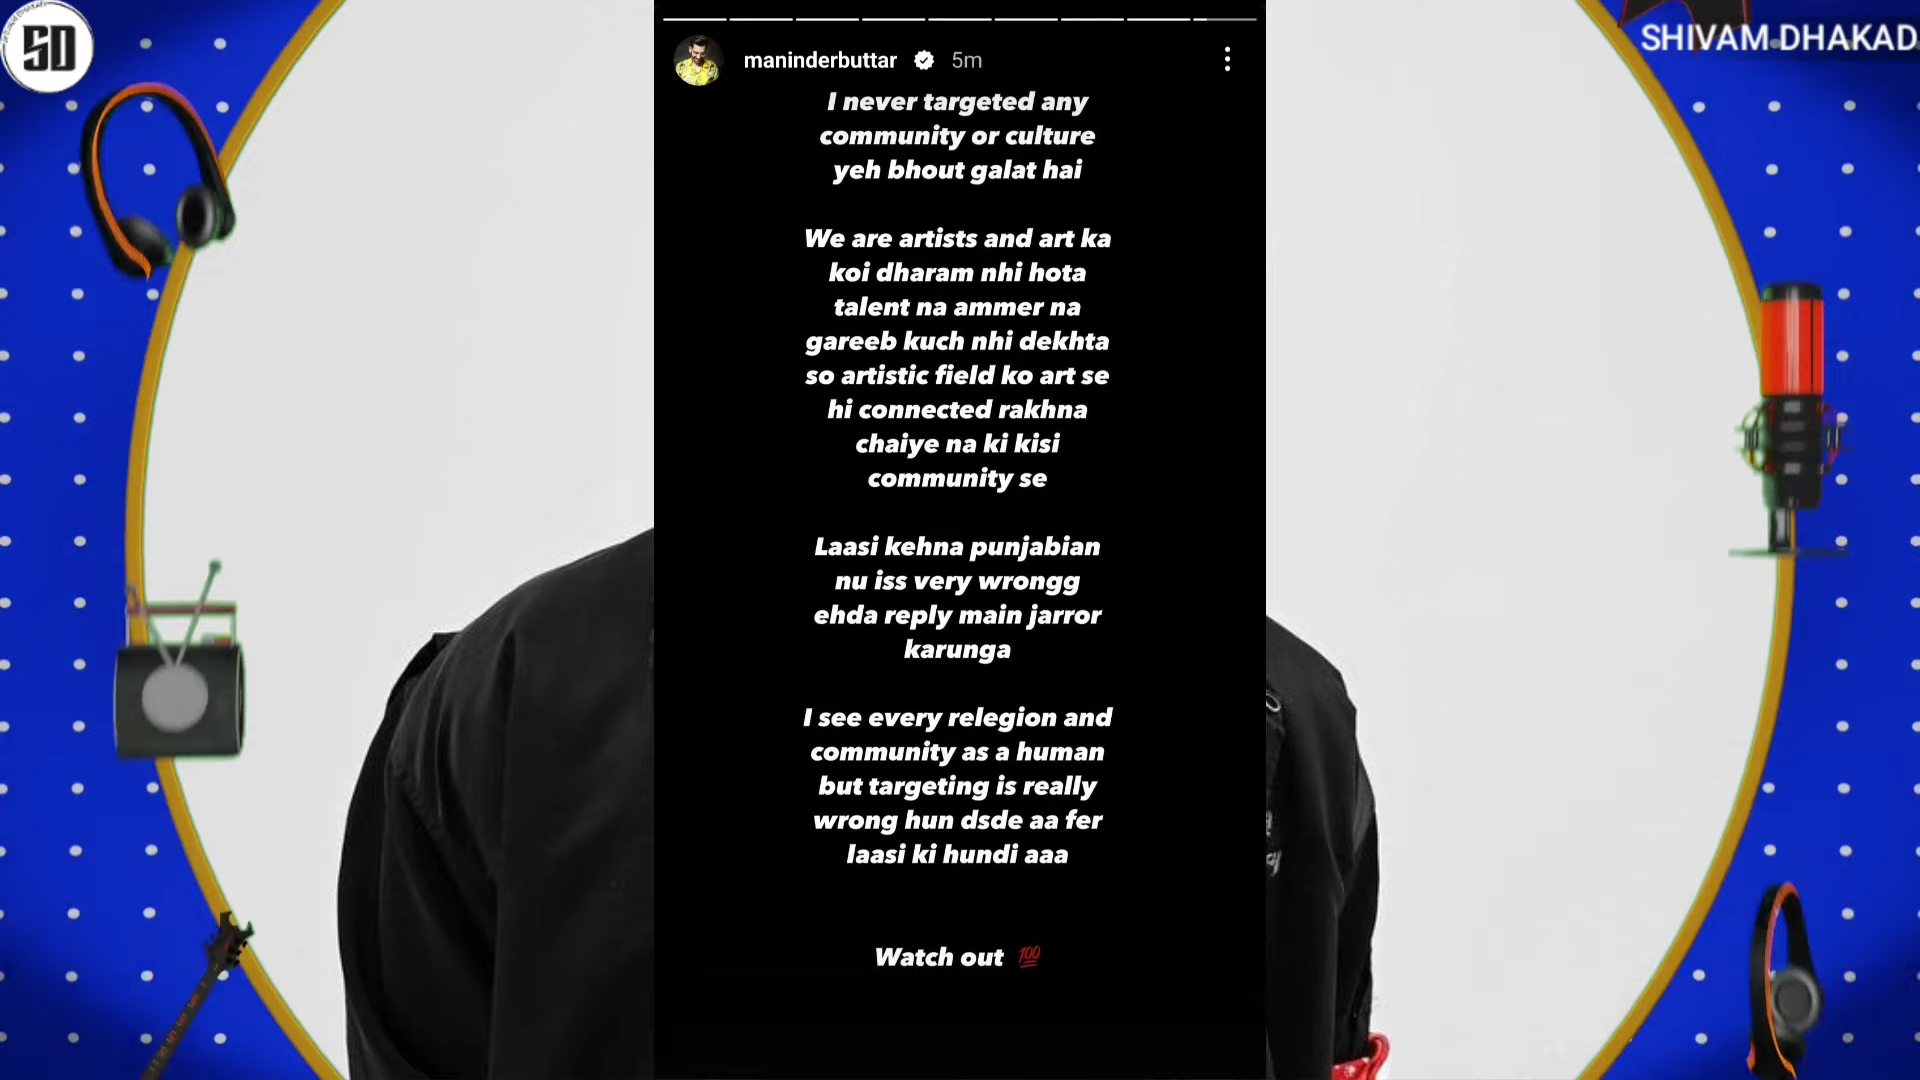 SD
SHIVAM DHAKAD
maninderbuttar 5m
I never targeted any
community or culture
yeh bhout galat hai
We are artists and art ka
koi dharam nhi hota
talent na ammer na
gareeb kuch nhi dekhta
so artistic field ko art se
hi connected rakhna
chaiye na ki kisi
community se
Laasi kehna punjabian
nu iss very wrongg
ehda reply main jarror
karunga
I see every relegion and
community as a human
but targeting is really
wrong hun dsde aa fer
laasi ki hundi aaa
Watch out 💯